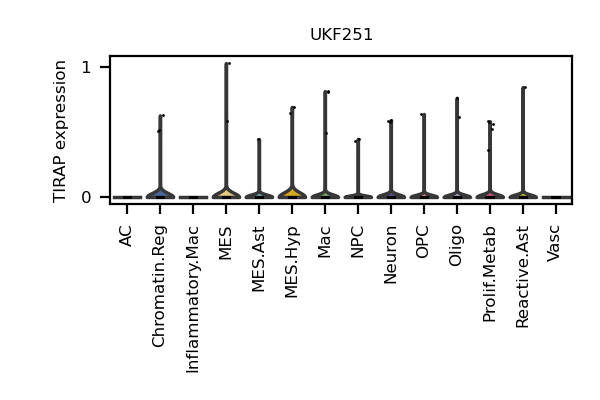 UKF251
TIRAP expression
1
0
AC
Chromatin.Reg
Inflammatory.Mac
MES
MES.Ast
MES.Hyp
Mac
NPC
Neuron
OPC
Oligo
Prolif.Metab
Reactive.Ast
Vasc